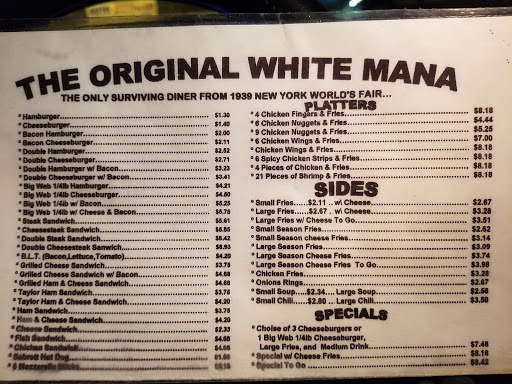 THE ORIGINAL WHITE MANA
THE ONLY SURVIVING DINER FROM 1939 NEW YORK WORLD'S FAIR...
* Hamburger $1.30
* Cheeseburger $1.40
* Bacon Hamburger $2.00
* Bacon Cheeseburger $2.11
* Double Hamburger $2.52
* Double Cheeseburger $2.71
* Double Hamburger w/ Bacon $3.23
* Double Cheeseburger w/ Bacon $3.41
* Big Web 1/4lb Hamburger $4.21
* Big Web 1/4lb Cheeseburger $4.50
* Big Web w/ Bacon $5.25
* Big Web w/ Cheese & Bacon $5.75
* Steak Sandwich $5.61
* Cheesesteak Sandwich $5.85
* Double Steak Sandwich $8.42
* Double Cheesesteak Samwich $8.93
* B.L.T. (Bacon,Lettuce,Tomato) $4.20
* Grilled Cheese Sandwich $3.75
* Grilled Cheese Sandwich w/ Bacon $4.68
* Grilled Ham & Cheese Sandwich $4.68
* Taylor Ham Sandwich $3.75
* Taylor Ham & Cheese Sandwich $4.20
* Ham Sandwich $3.75
* Ham & Cheese Sandwich $4.20
* Cheese Sandwich $2.33
* Fish Sandwich $4.68
* Chicken Sandwich
* Sabrett Hot Dog
* 6 Mozzarella Sticks
PLATTERS
* 4 Chicken Fingers & Fries $8.18
* 6 Chicken Nuggets & Fries $4.44
* 9 Chicken Nuggets & Fries $5.25
* 6 Chicken Wings & Fries $7.00
* Chicken Wings & Fries $8.18
* 6 Spicy Chicken Strips & Fries $8.18
* 4 Pieces of Chicken & Fries $8.18
* 21 Pieces of Shrimp & Fries $8.18
SIDES
* Small Fries $2.11 .. w/ Cheese $2.67
* Large Fries $2.67 . w/ Cheese $3.28
* Large Fries w/ Cheese To Go $3.51
* Small Season Fries $2.62
* Small Season cheese Fries $3.14
* Large Season Fries $3.09
* Large Season Cheese Fries $3.74
* Large Season Cheese Fries To Go $3.98
* Chicken Fries $3.28
* Onions Rings $2.67
* Small Soup $2.34 Large Soup $2.58
* Small Chili $2.80 .. Large Chili $3.50
SPECIALS
* Choise of 3 Cheeseburgers or
1 Big Web 1/4lb Cheeseburger,
Large Fries, and Medium Drink $7.48
* Special w/ Cheese Fries $8.18
* Special To Go $8.42